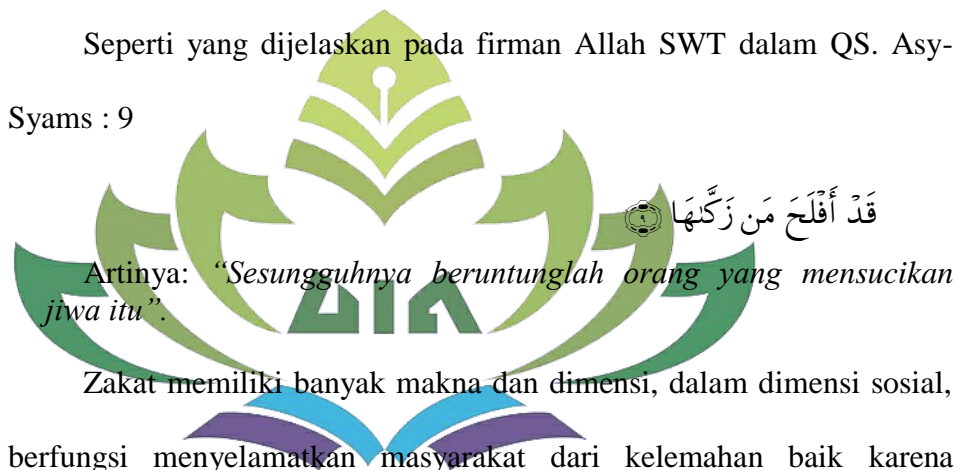 Seperti yang dijelaskan pada firman Allah SWT dalam QS. Asy-
Syams : 9
قَدْ أَفْلَحَ مَن زَكَّىٰهَا ٩
Artinya: “Sesungguhnya beruntunglah orang yang mensucikan
jiwa itu”.
UIN
Zakat memiliki banyak makna dan dimensi, dalam dimensi sosial,
berfungsi menyelamatkan masyarakat dari kelemahan baik karena